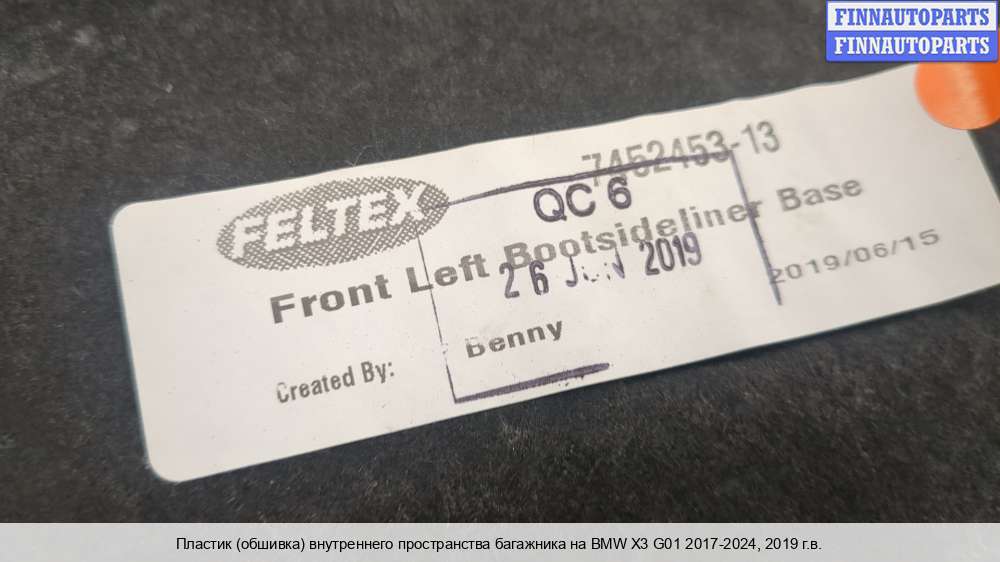 FINNAUTOPARTS
FINNAUTOPARTS
7452453-13
FELTEX
QC 6
Front Left Bootsideliner Base
26 JUN 2019
2019/06/15
Created By: Benny
Пластик (обшивка) внутреннего пространства багажника на BMW X3 G01 2017-2024, 2019 г.в.